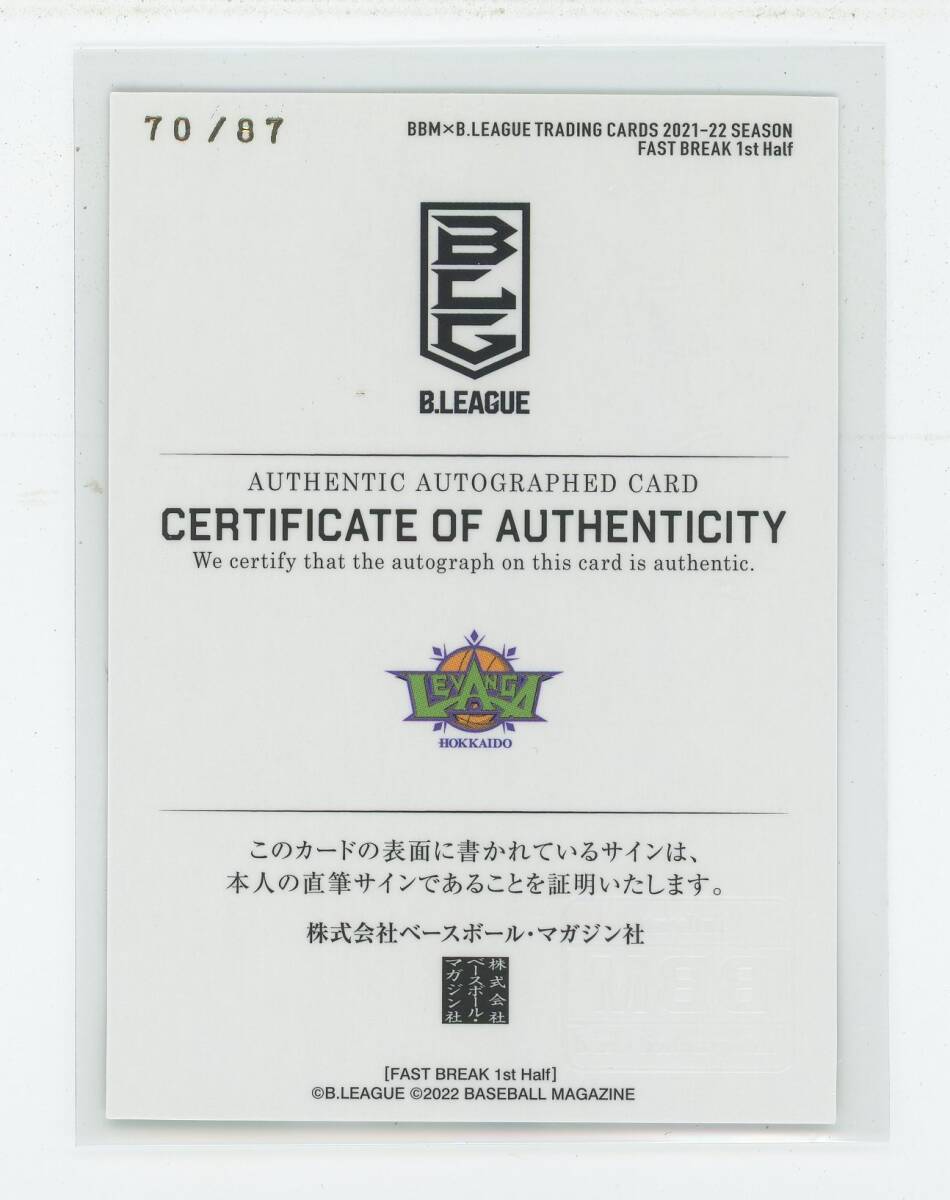 70/87
BBM×B.LEAGUE TRADING CARDS 2021-22 SEASON
FAST BREAK 1st Half
BLG
B.LEAGUE
AUTHENTIC AUTOGRAPHED CARD
CERTIFICATE OF AUTHENTICITY
We certify that the autograph on this card is authentic.
LEVANGA
HOKKAIDO
このカードの表面に書かれているサインは、
本人の直筆サインであることを証明いたします。
株式会社ベースボール・マガジン社
株式会社
ベースボール・
マガジン社
BBM
[FAST BREAK 1st Half]
©B.LEAGUE ©2022 BASEBALL MAGAZINE